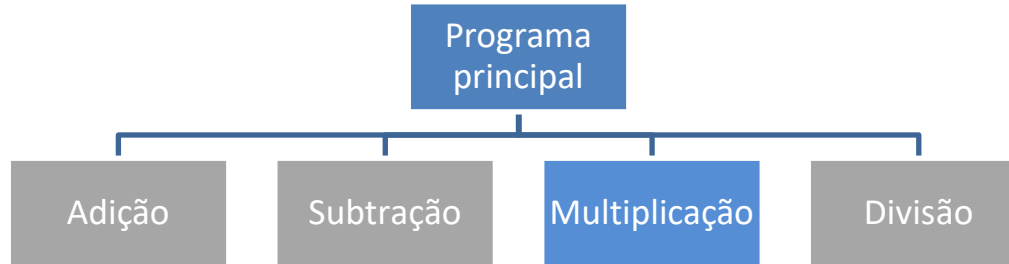 Programa
principal
Adição
Subtração
Multiplicação
Divisão